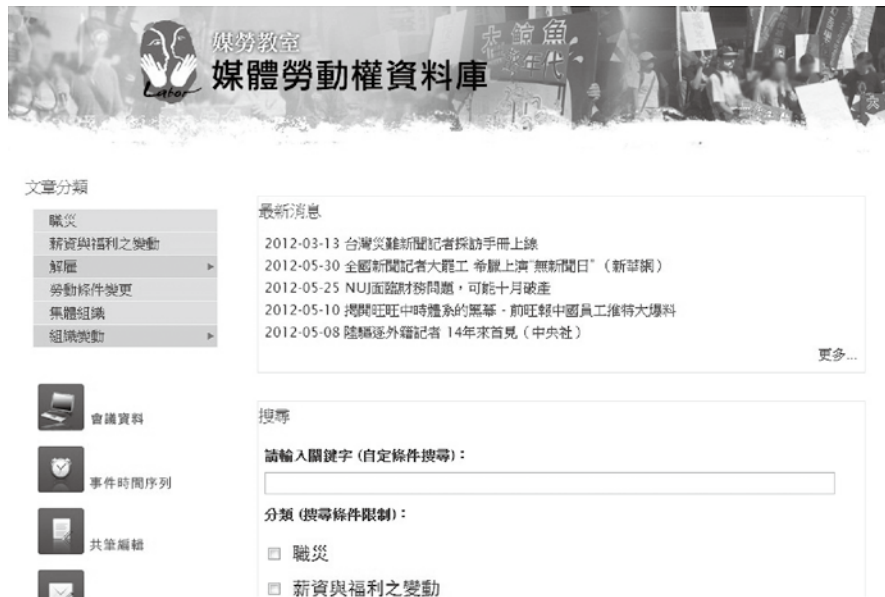 媒勞教室
媒體勞動權資料庫
Labor
大鯨魚
年代
文章分類
職災
薪資與福利之變動
解雇
勞動條件變更
集體組織
組織變動
會議資料
事件時間序列
共筆編輯
最新消息
2012-03-13 台灣災難新聞記者採訪手冊上線
2012-05-30 全國新聞記者大罷工 希臘上演"無新聞日"（新華網）
2012-05-25 NUJ面臨財務問題，可能十月破產
2012-05-10 揭開旺旺中時體系的黑幕．前旺報中國員工推特大爆料
2012-05-08 陸驅逐外籍記者 14年來首見（中央社）
更多...
搜尋
請輸入關鍵字 (自定條件搜尋)：
分類 (搜尋條件限制)：
職災
薪資與福利之變動